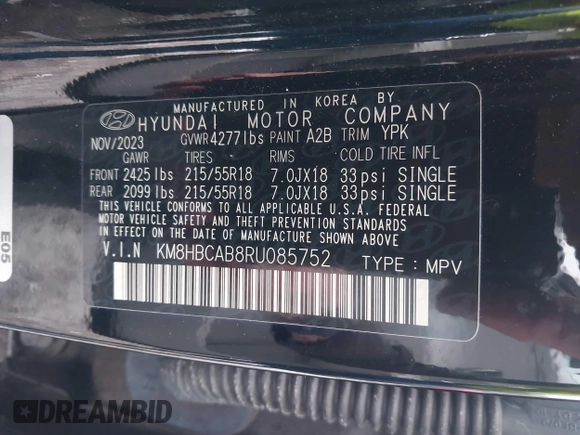 MANUFACTURED IN KOREA BY
HYUNDAI MOTOR COMPANY
NOV/2023 GVWR 4277lbs PAINT A2B TRIM YPK
GAWR TIRES RIMS COLD TIRE INFL
FRONT 2425 lbs 215/55R18 7.0JX18 33psi SINGLE
REAR 2099 lbs 215/55R18 7.0JX18 33psi SINGLE
THIS VEHICLE CONFORMS TO ALL APPLICABLE U.S.A. FEDERAL
MOTOR VEHICLE SAFETY AND THEFT PREVENTION STANDARDS
IN EFFECT ON THE DATE OF MANUFACTURE SHOWN ABOVE.
V.I.N KM8HBCAB8RU085752 TYPE : MPV
E05
DREAMBID